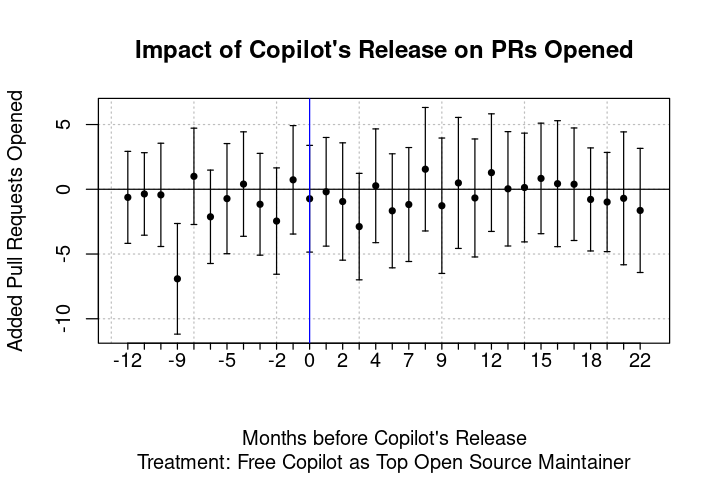 Impact of Copilot's Release on PRs Opened
Added Pull Requests Opened
5
0
-5
-10
-12 -9 -5 -2 0 2 4 7 9 12 15 18 22
Months before Copilot's Release
Treatment: Free Copilot as Top Open Source Maintainer